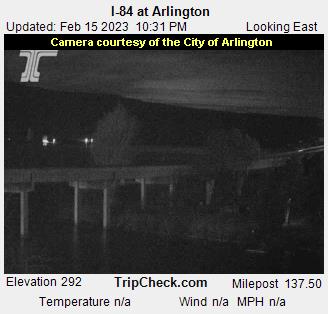 I-84 at Arlington
Updated: Feb 15 2023 10:31 PM Looking East
Camera courtesy of the City of Arlington
Elevation 292 TripCheck.com Milepost 137.50
Temperature n/a Wind n/a MPH n/a